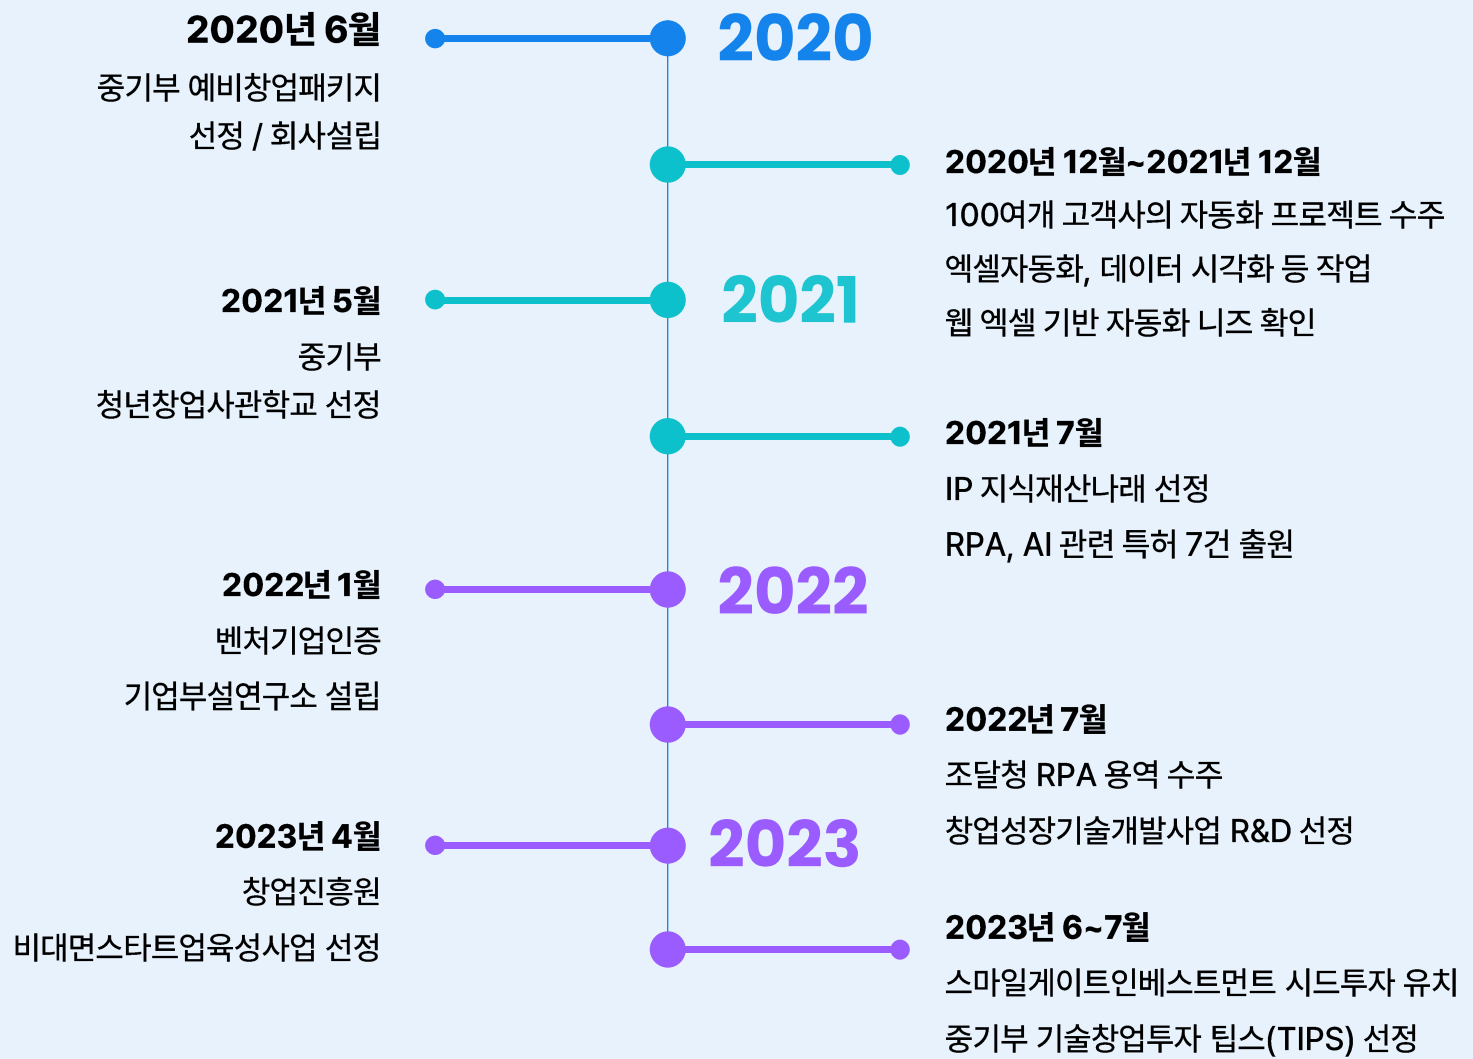 2020년 6월
중기부 예비창업패키지
선정 / 회사설립
2020
2020년 12월~2021년 12월
100여개 고객사의 자동화 프로젝트 수주
엑셀자동화, 데이터 시각화 등 작업
웹 엑셀 기반 자동화 니즈 확인
2021년 5월
중기부
청년창업사관학교 선정
2021
2021년 7월
IP 지식재산나래 선정
RPA, AI 관련 특허 7건 출원
2022년 1월
벤처기업인증
기업부설연구소 설립
2022
2022년 7월
조달청 RPA 용역 수주
창업성장기술개발사업 R&D 선정
2023년 4월
창업진흥원
비대면스타트업육성사업 선정
2023
2023년 6~7월
스마일게이트인베스트먼트 시드투자 유치
중기부 기술창업투자 팁스(TIPS) 선정